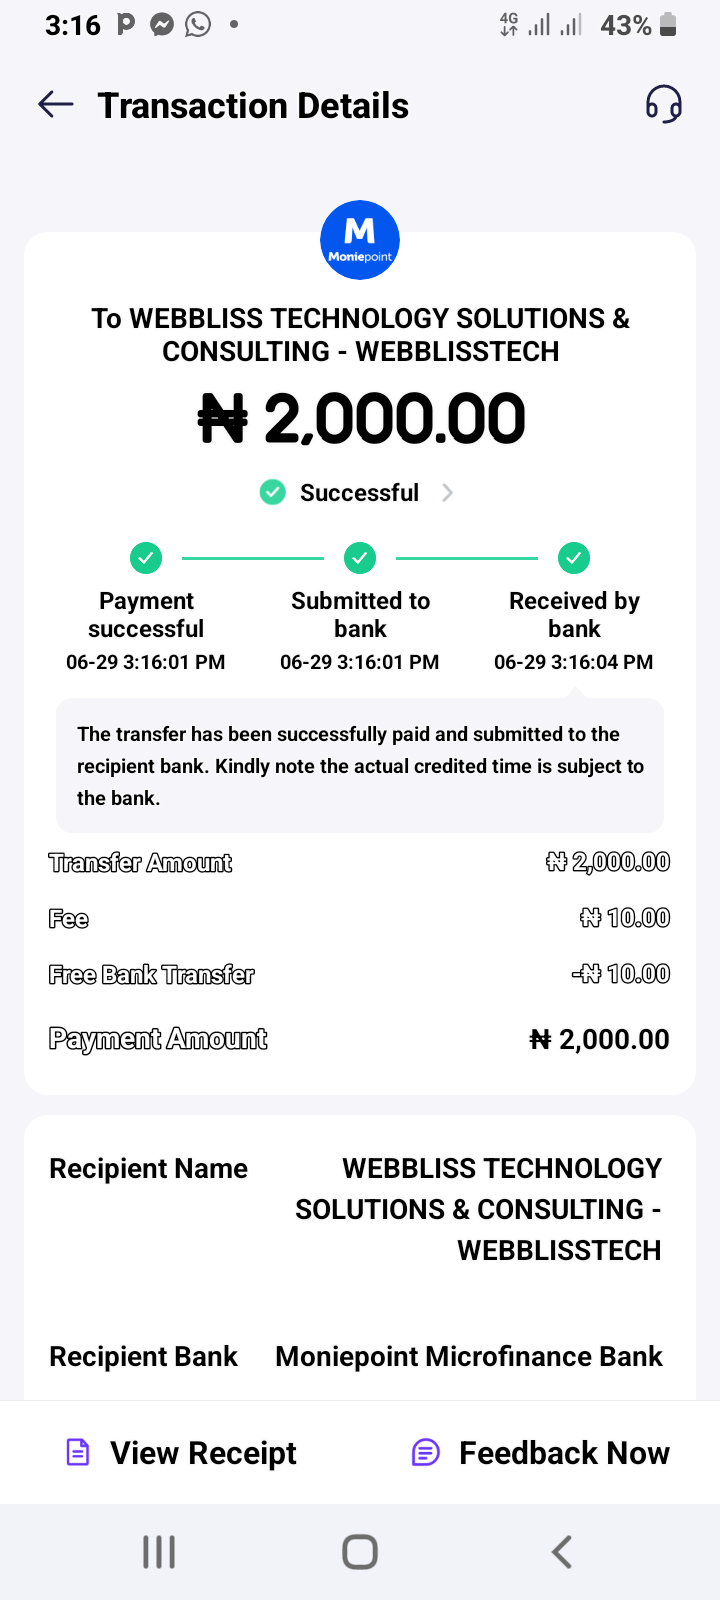 3:16
4G
43%
Transaction Details
M
Moniepoint
To WEBBLISS TECHNOLOGY SOLUTIONS &
CONSULTING - WEBBLISSTECH
₦ 2,000.00
Successful
Payment successful
Submitted to bank
Received by bank
06-29 3:16:01 PM
06-29 3:16:01 PM
06-29 3:16:04 PM
The transfer has been successfully paid and submitted to the
recipient bank. Kindly note the actual credited time is subject to
the bank.
Transfer Amount ₦ 2,000.00
Fee ₦ 10.00
Free Bank Transfer -₦ 10.00
Payment Amount ₦ 2,000.00
Recipient Name WEBBLISS TECHNOLOGY
SOLUTIONS & CONSULTING -
WEBBLISSTECH
Recipient Bank Moniepoint Microfinance Bank
View Receipt Feedback Now